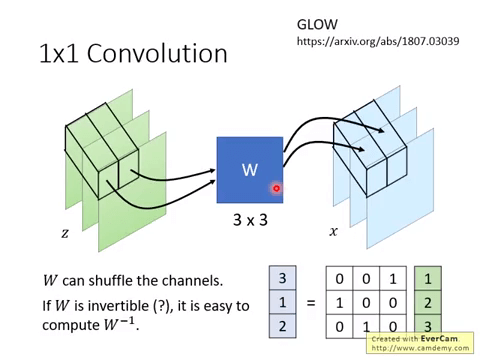 GLOW
https://arxiv.org/abs/1807.03039
1x1 Convolution
W
z
3 x 3
x
W can shuffle the channels.
If W is invertible (?), it is easy to
compute W⁻¹.
3 0 0 1 1
1 = 1 0 0 2
2 0 1 0 3
Created with EverCam.
http://www.camdemy.com